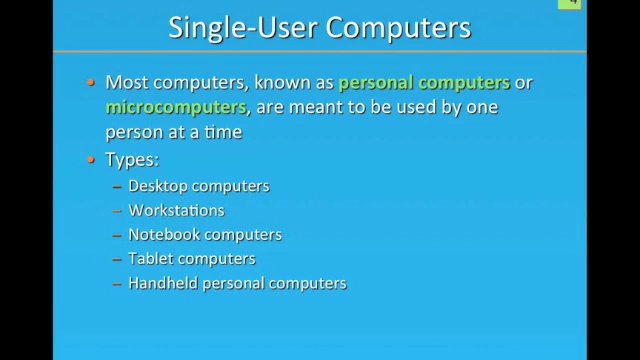 4
Single-User Computers
• Most computers, known as personal computers or
microcomputers, are meant to be used by one
person at a time
• Types:
– Desktop computers
– Workstations
– Notebook computers
– Tablet computers
– Handheld personal computers